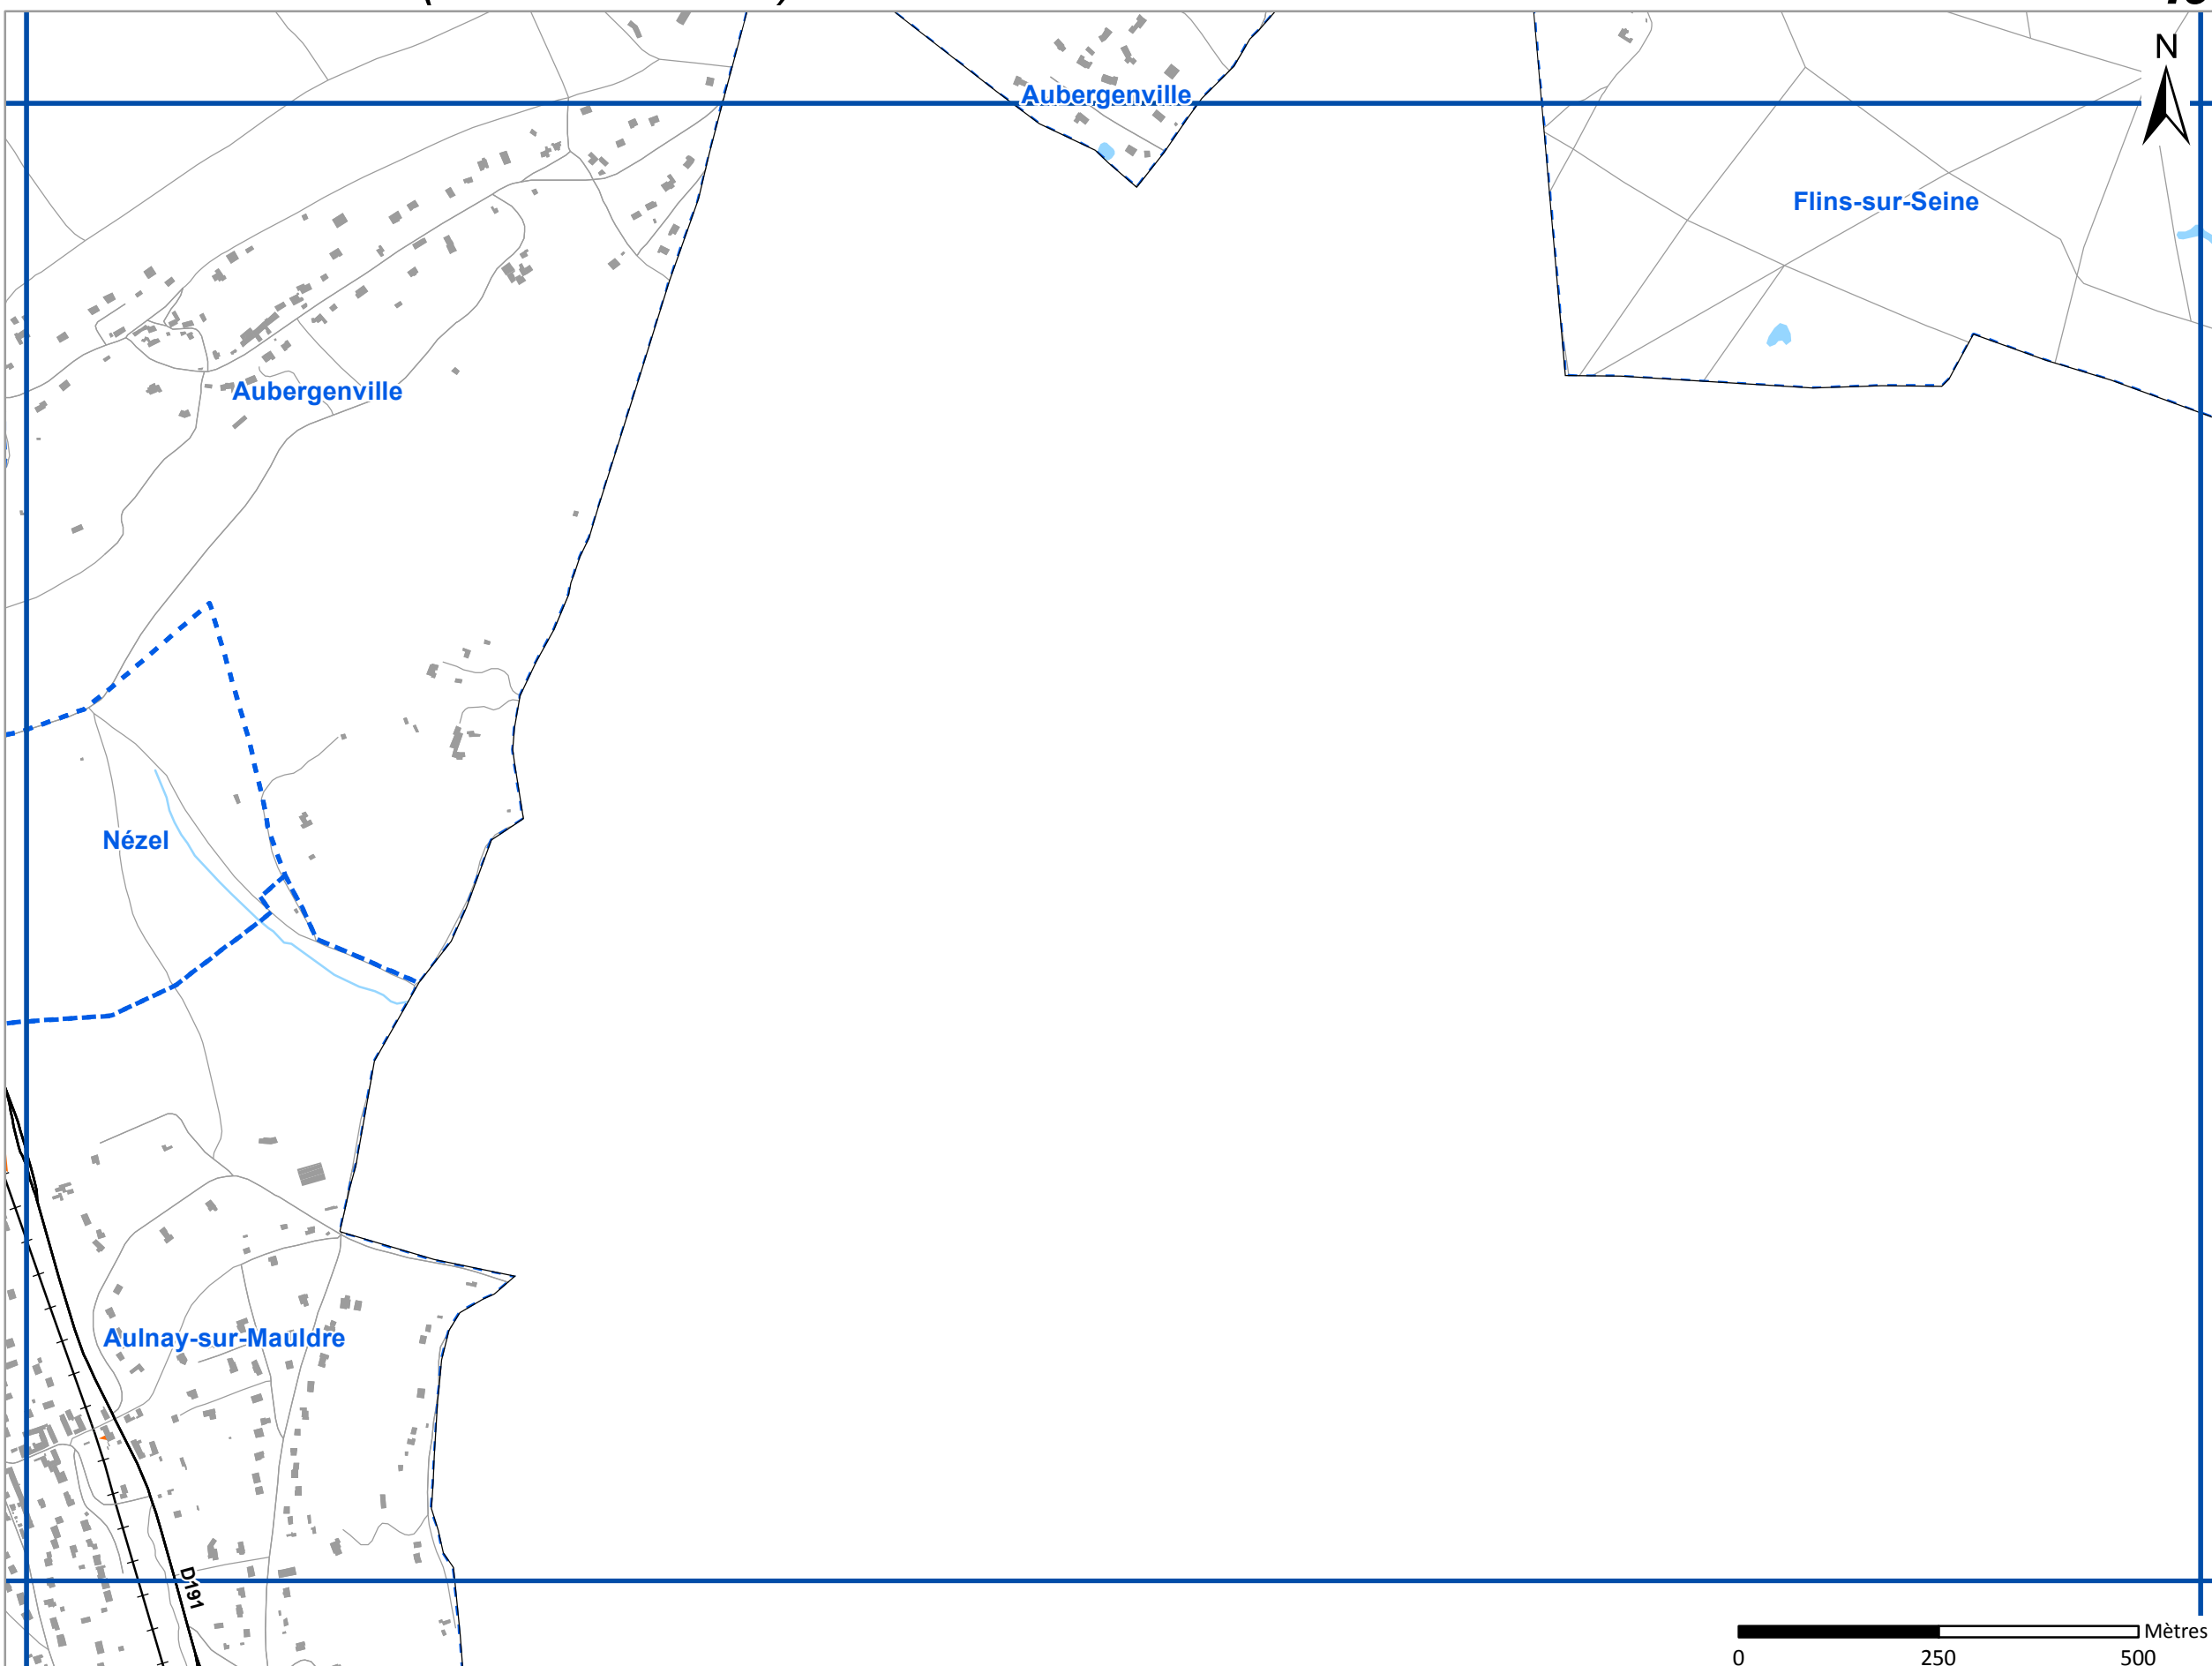 N
Aubergenville
Flins-sur-Seine
Aubergenville
Nézel
Aulnay-sur-Mauldre
D191
Mètres
0 250 500